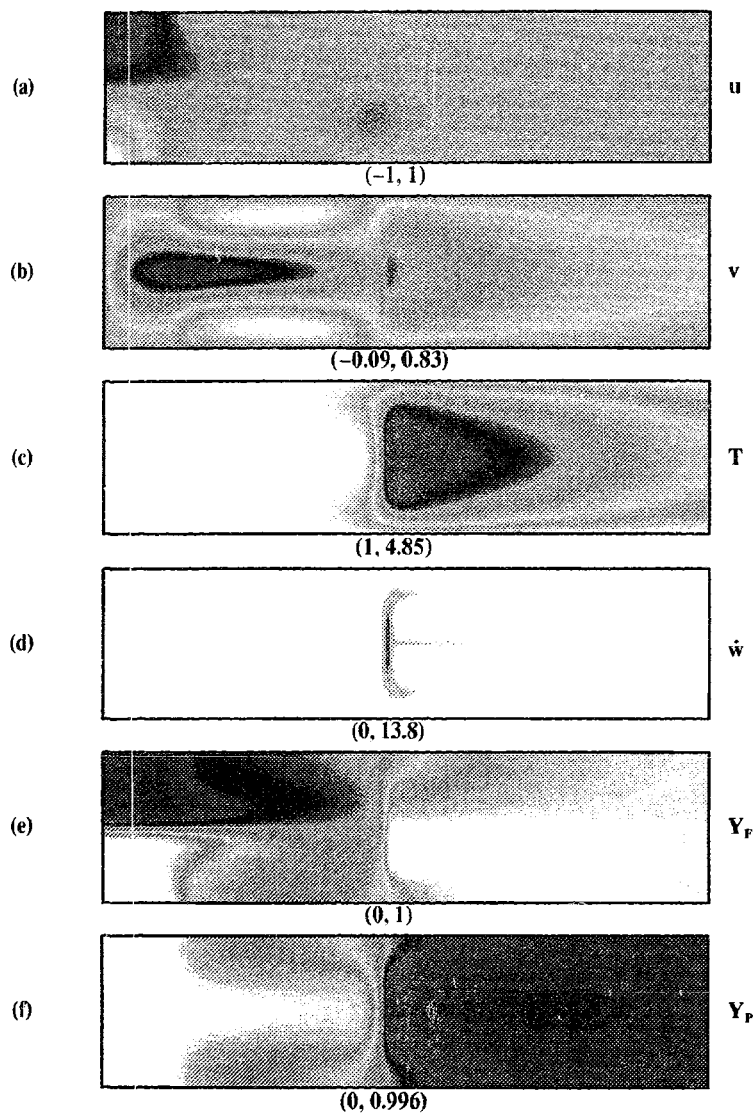 (a) u
(−1, 1)
(b) v
(−0.09, 0.83)
(c) T
(1, 4.85)
(d) ẇ
(0, 13.8)
(e) Y_F
(0, 1)
(f) Y_P
(0, 0.996)